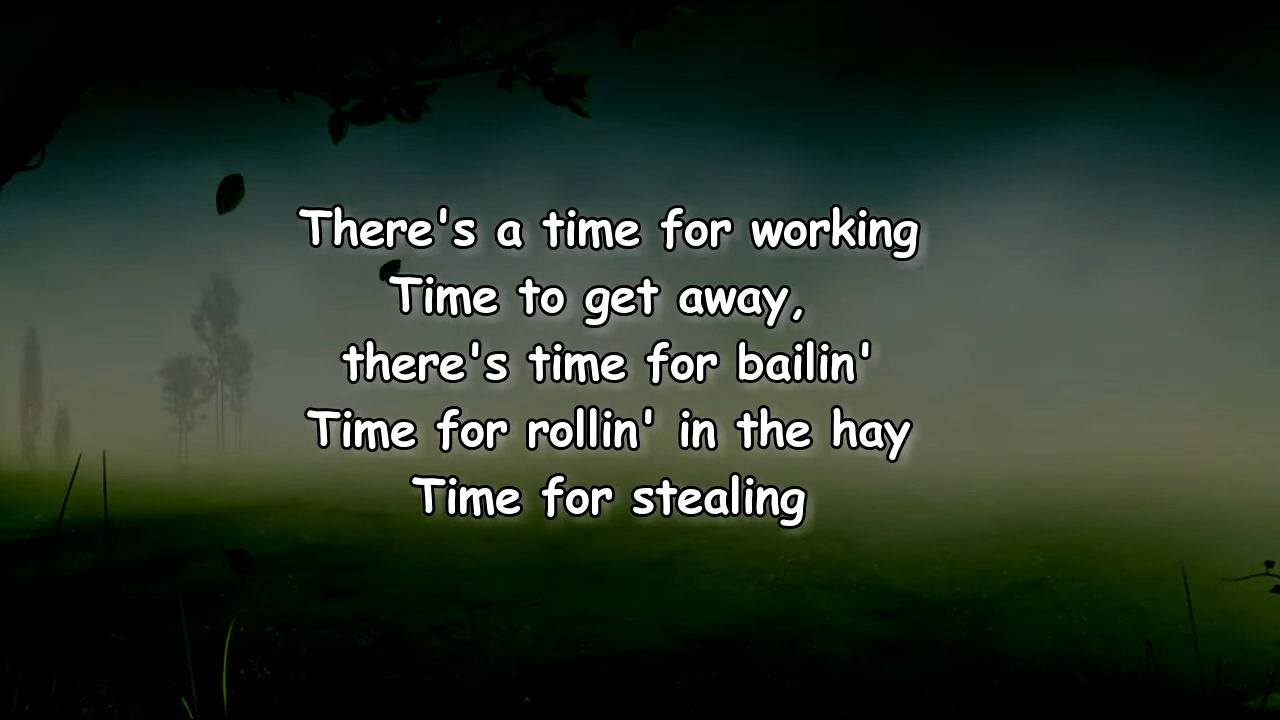 There's a time for working
Time to get away,
there's time for bailin'
Time for rollin' in the hay
Time for stealing